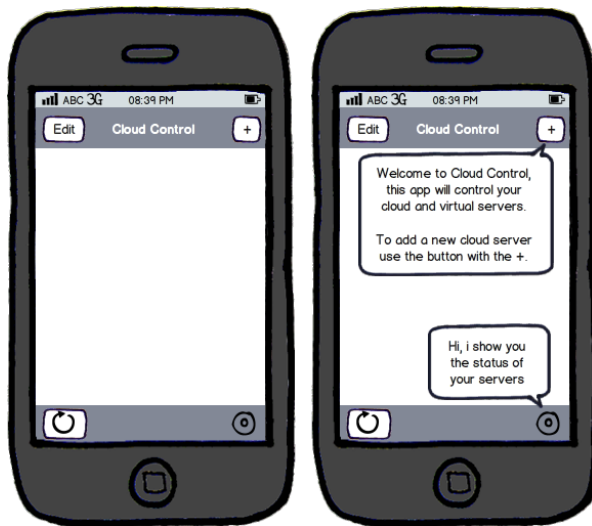 ABC 3G 08:39 PM
Edit Cloud Control +
ABC 3G 08:39 PM
Edit Cloud Control +
Welcome to Cloud Control,
this app will control your
cloud and virtual servers.
To add a new cloud server
use the button with the +.
Hi, i show you
the status of
your servers